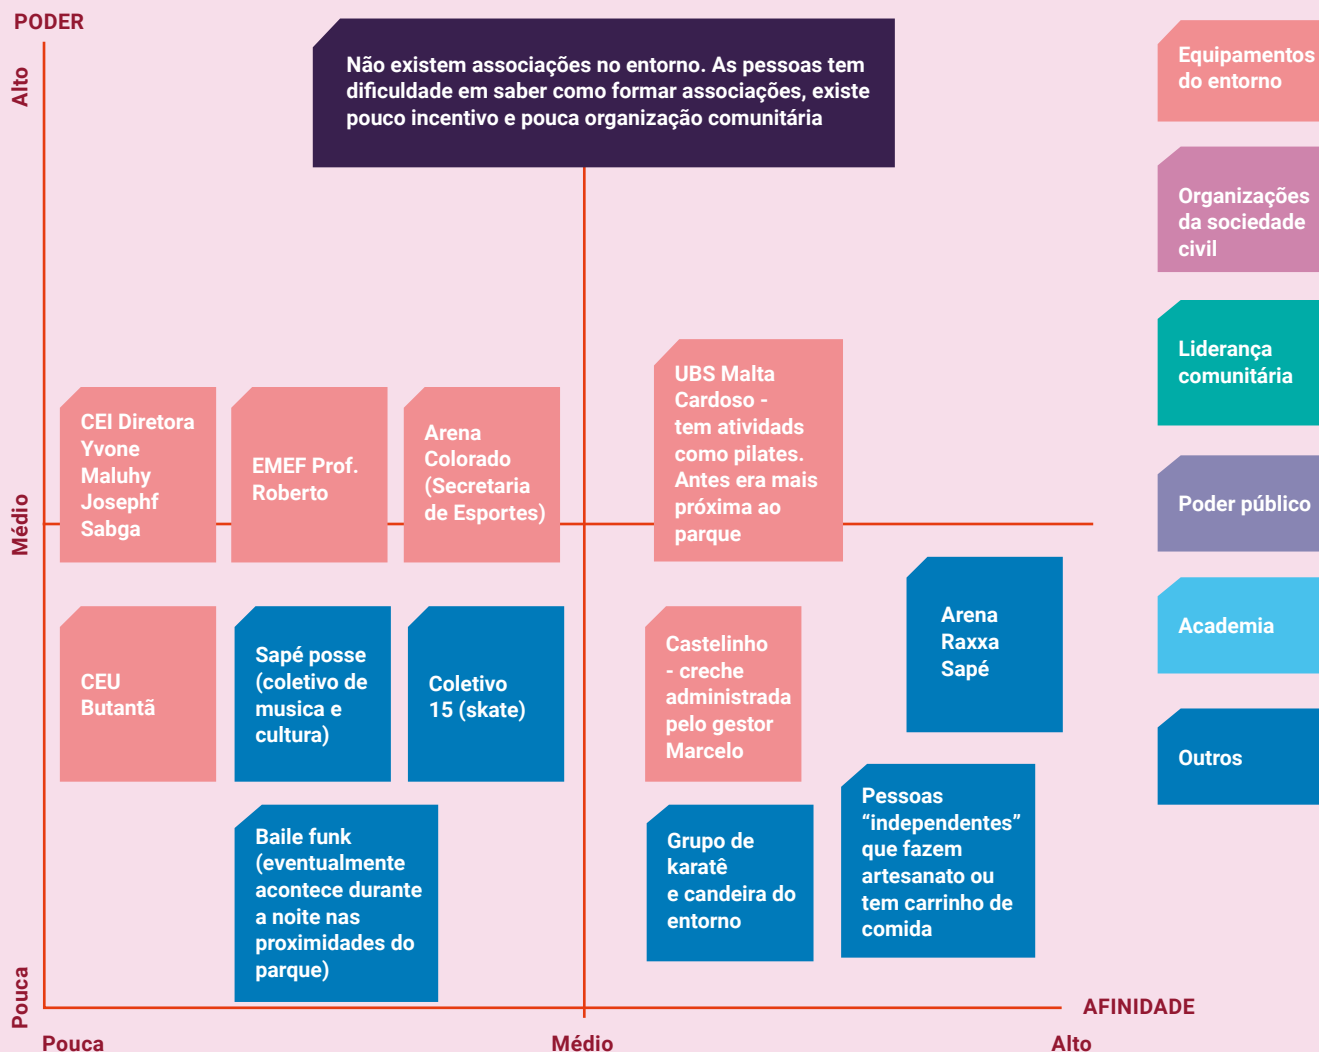 PODER
Alto
Não existem associações no entorno. As pessoas tem
dificuldade em saber como formar associações, existe
pouco incentivo e pouca organização comunitária
Equipamentos
do entorno
Organizações
da sociedade
civil
Liderança
comunitária
Poder público
Academia
Outros
Médio
CEI Diretora
Yvone
Maluhy
Josephf
Sabga
EMEF Prof.
Roberto
Arena
Colorado
(Secretaria
de Esportes)
UBS Malta
Cardoso -
tem atividads
como pilates.
Antes era mais
próxima ao
parque
CEU
Butantã
Sapé posse
(coletivo de
musica e
cultura)
Coletivo
15 (skate)
Castelinho
- creche
administrada
pelo gestor
Marcelo
Arena
Raxxa
Sapé
Baile funk
(eventualmente
acontece durante
a noite nas
proximidades do
parque)
Grupo de
karatê
e candeira do
entorno
Pessoas
“independentes”
que fazem
artesanato ou
tem carrinho de
comida
Pouca
AFINIDADE
Pouca
Médio
Alto